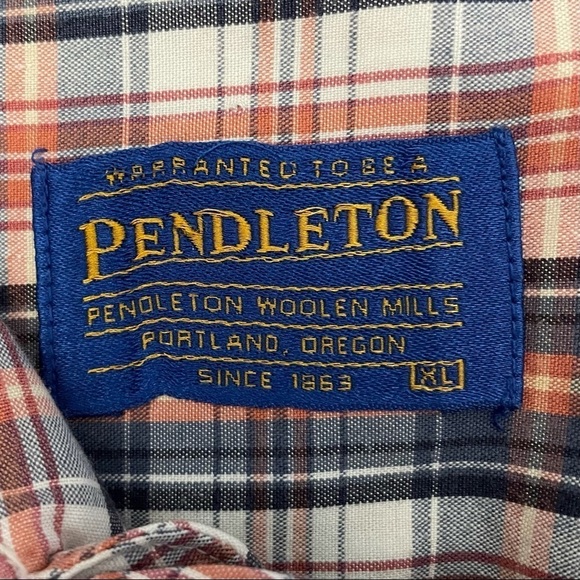 WARRANTED TO BE A
PENDLETON
PENDLETON WOOLEN MILLS
PORTLAND, OREGON
SINCE 1863 XL